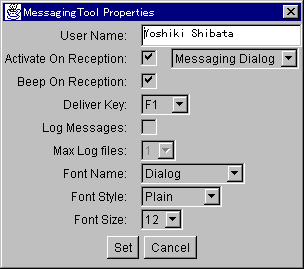 MessagingTool Properties
User Name: Yoshiki Shibata
Activate On Reception: Messaging Dialog
Beep On Reception:
Deliver Key: F1
Log Messages:
Max Log files: 1
Font Name: Dialog
Font Style: Plain
Font Size: 12
Set Cancel